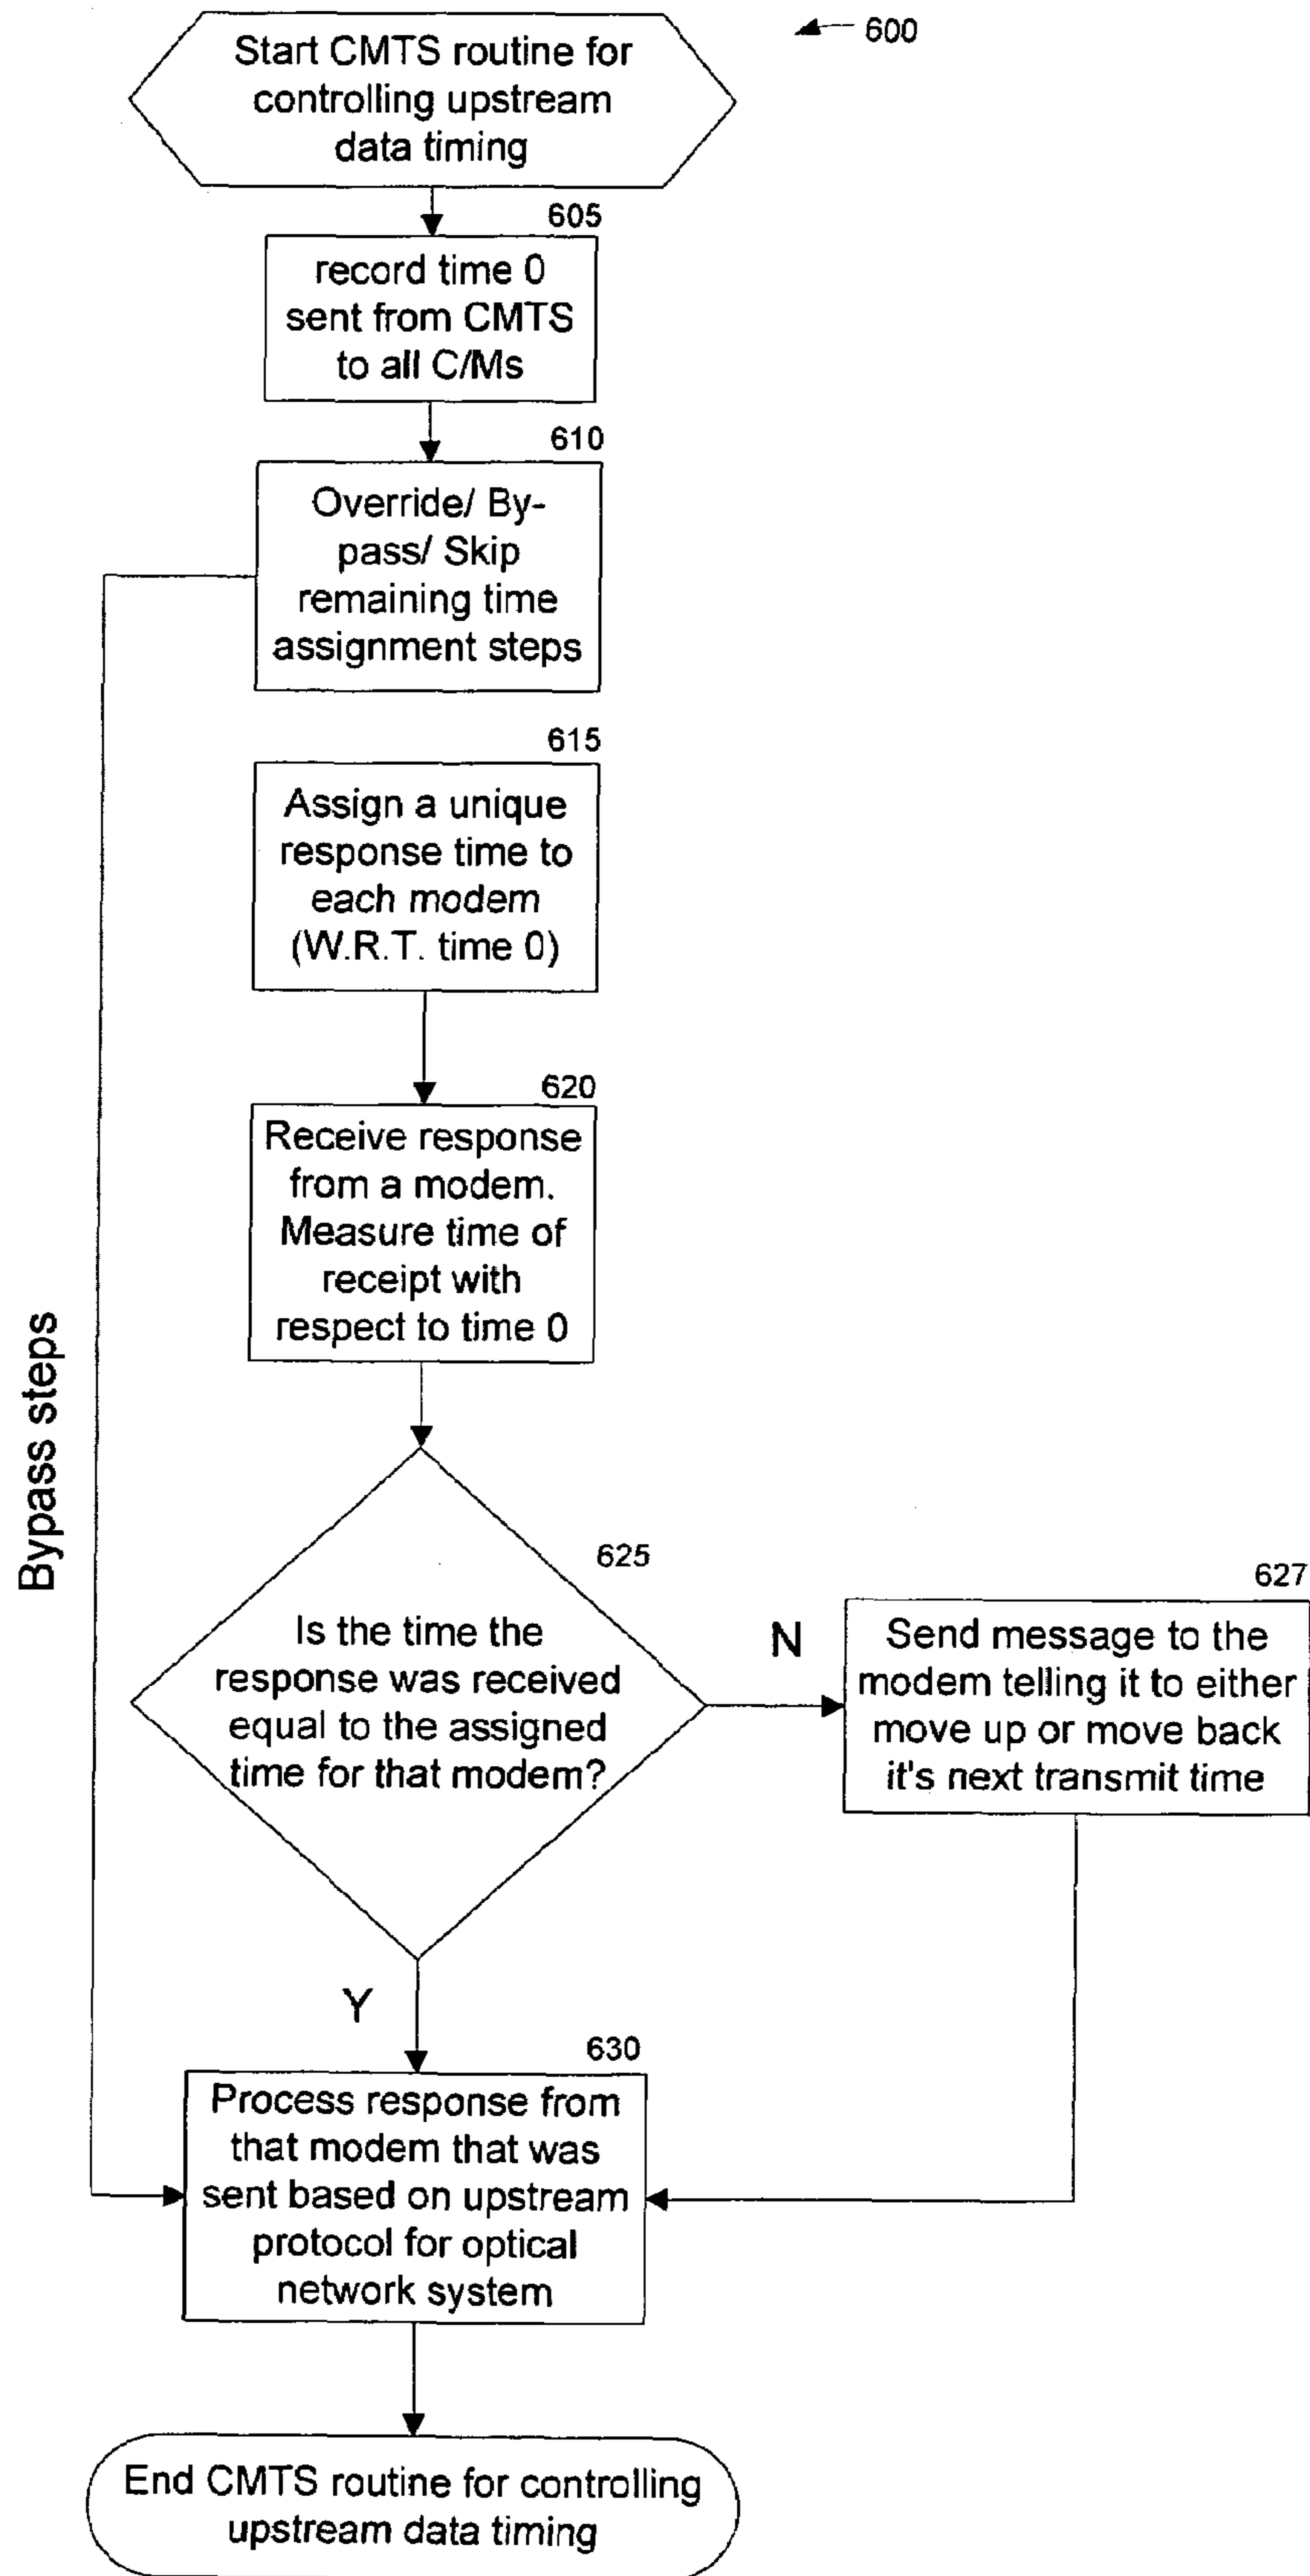 600
Start CMTS routine for
controlling upstream
data timing
605
record time 0
sent from CMTS
to all C/Ms
610
Override/ By-
pass/ Skip
remaining time
assignment steps
615
Assign a unique
response time to
each modem
(W.R.T. time 0)
620
Receive response
from a modem.
Measure time of
receipt with
respect to time 0
Bypass steps
625
Is the time the
response was received
equal to the assigned
time for that modem?
N
627
Send message to the
modem telling it to either
move up or move back
it's next transmit time
Y
630
Process response from
that modem that was
sent based on upstream
protocol for optical
network system
End CMTS routine for controlling
upstream data timing